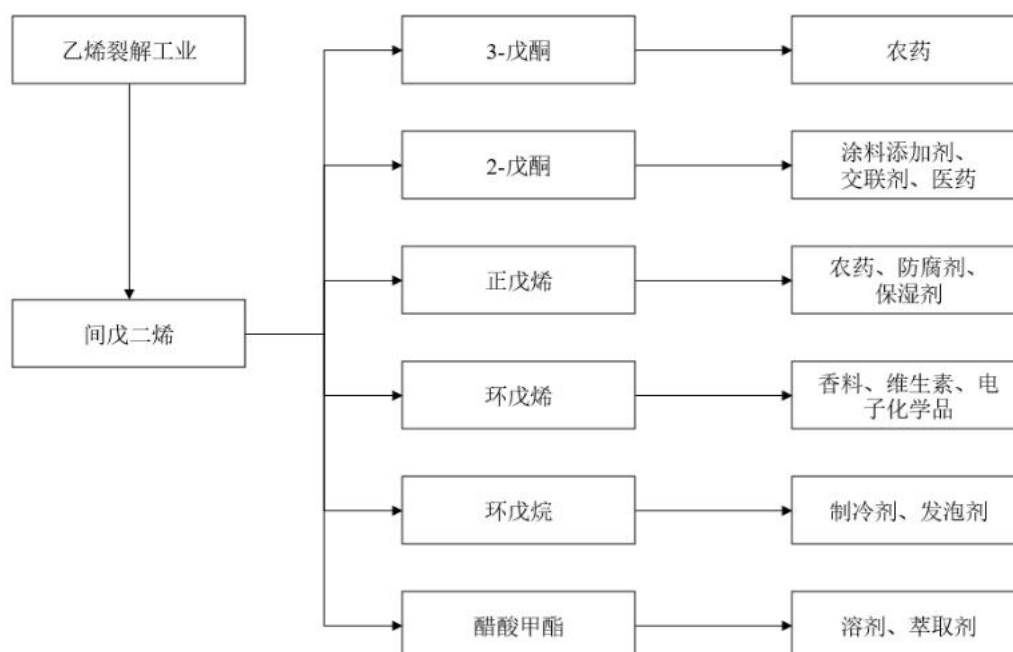 乙烯裂解工业
3-戊酮
农药
2-戊酮
涂料添加剂、
交联剂、医药
正戊烯
农药、防腐剂、
保湿剂
间戊二烯
环戊烯
香料、维生素、电
子化学品
环戊烷
制冷剂、发泡剂
醋酸甲酯
溶剂、萃取剂